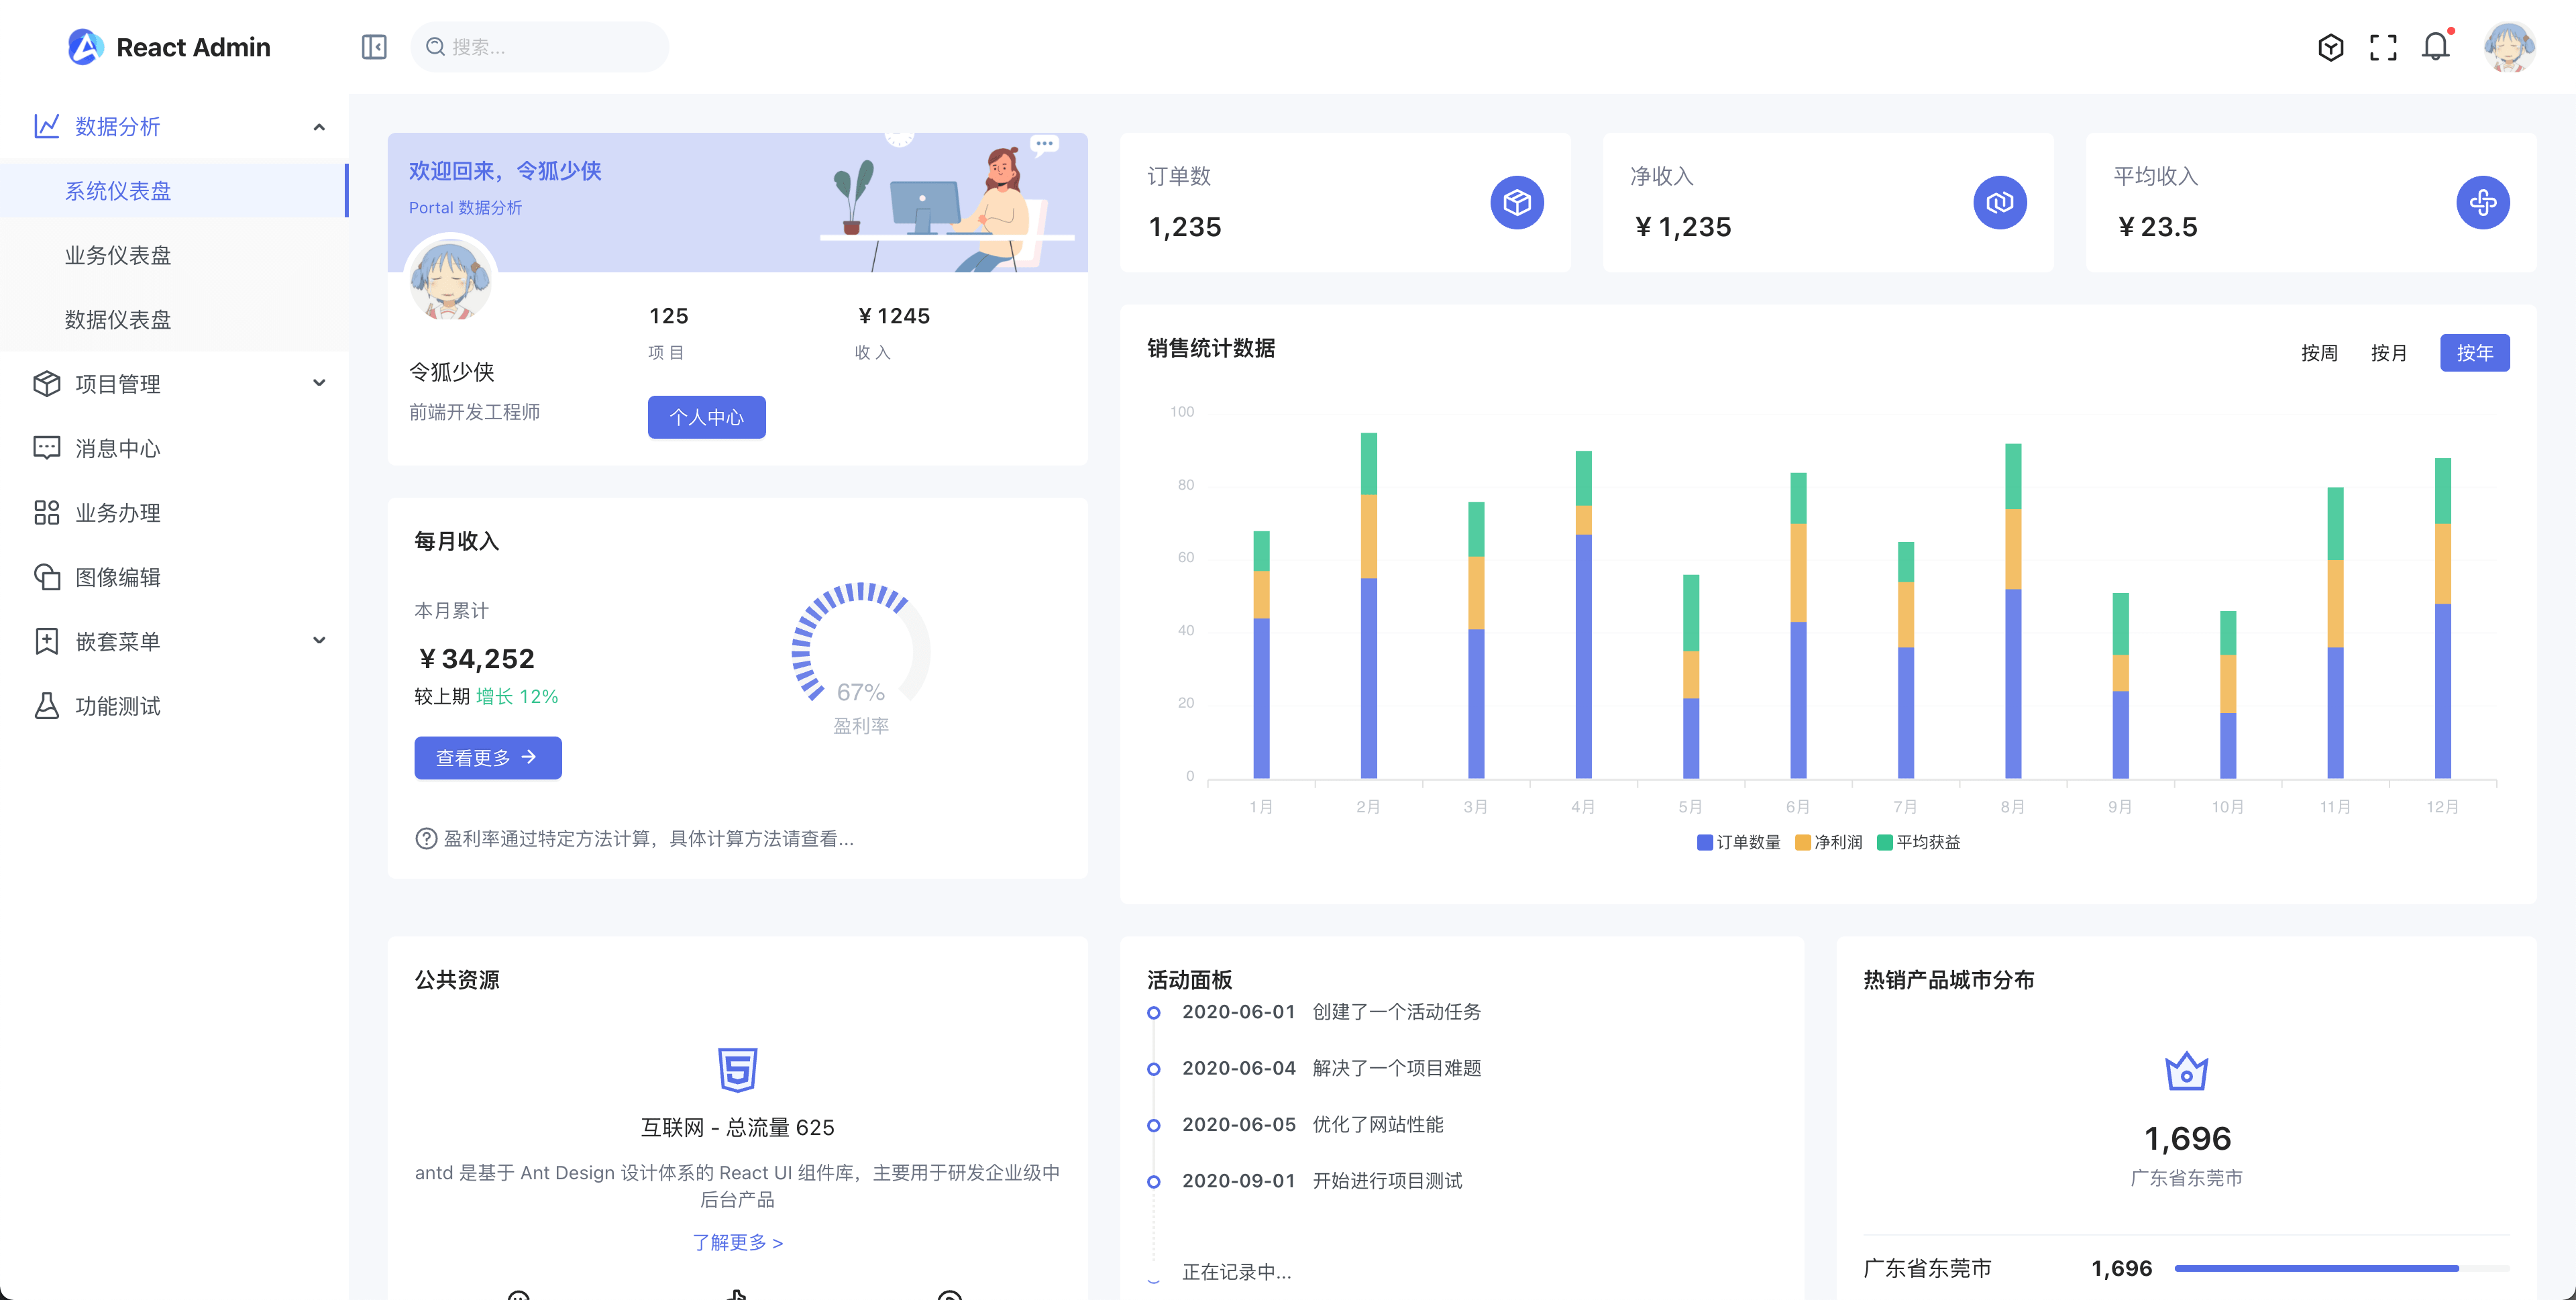 React Admin
搜索...
数据分析
系统仪表盘
业务仪表盘
数据仪表盘
项目管理
消息中心
业务办理
图像编辑
嵌套菜单
功能测试
欢迎回来，令狐少侠
Portal 数据分析
125
¥ 1245
项目
收入
令狐少侠
前端开发工程师
个人中心
订单数
1,235
净收入
¥ 1,235
平均收入
¥ 23.5
每月收入
本月累计
¥ 34,252
较上期 增长 12%
查看更多
67%
盈利率
盈利率通过特定方法计算，具体计算方法请查看...
销售统计数据
按周 按月 按年
100
80
60
40
20
0
1月 2月 3月 4月 5月 6月 7月 8月 9月 10月 11月 12月
订单数量 净利润 平均获益
公共资源
互联网 - 总流量 625
antd 是基于 Ant Design 设计体系的 React UI 组件库，主要用于研发企业级中
后台产品
了解更多 >
活动面板
2020-06-01 创建了一个活动任务
2020-06-04 解决了一个项目难题
2020-06-05 优化了网站性能
2020-09-01 开始进行项目测试
正在记录中...
热销产品城市分布
1,696
广东省东莞市
广东省东莞市 1,696